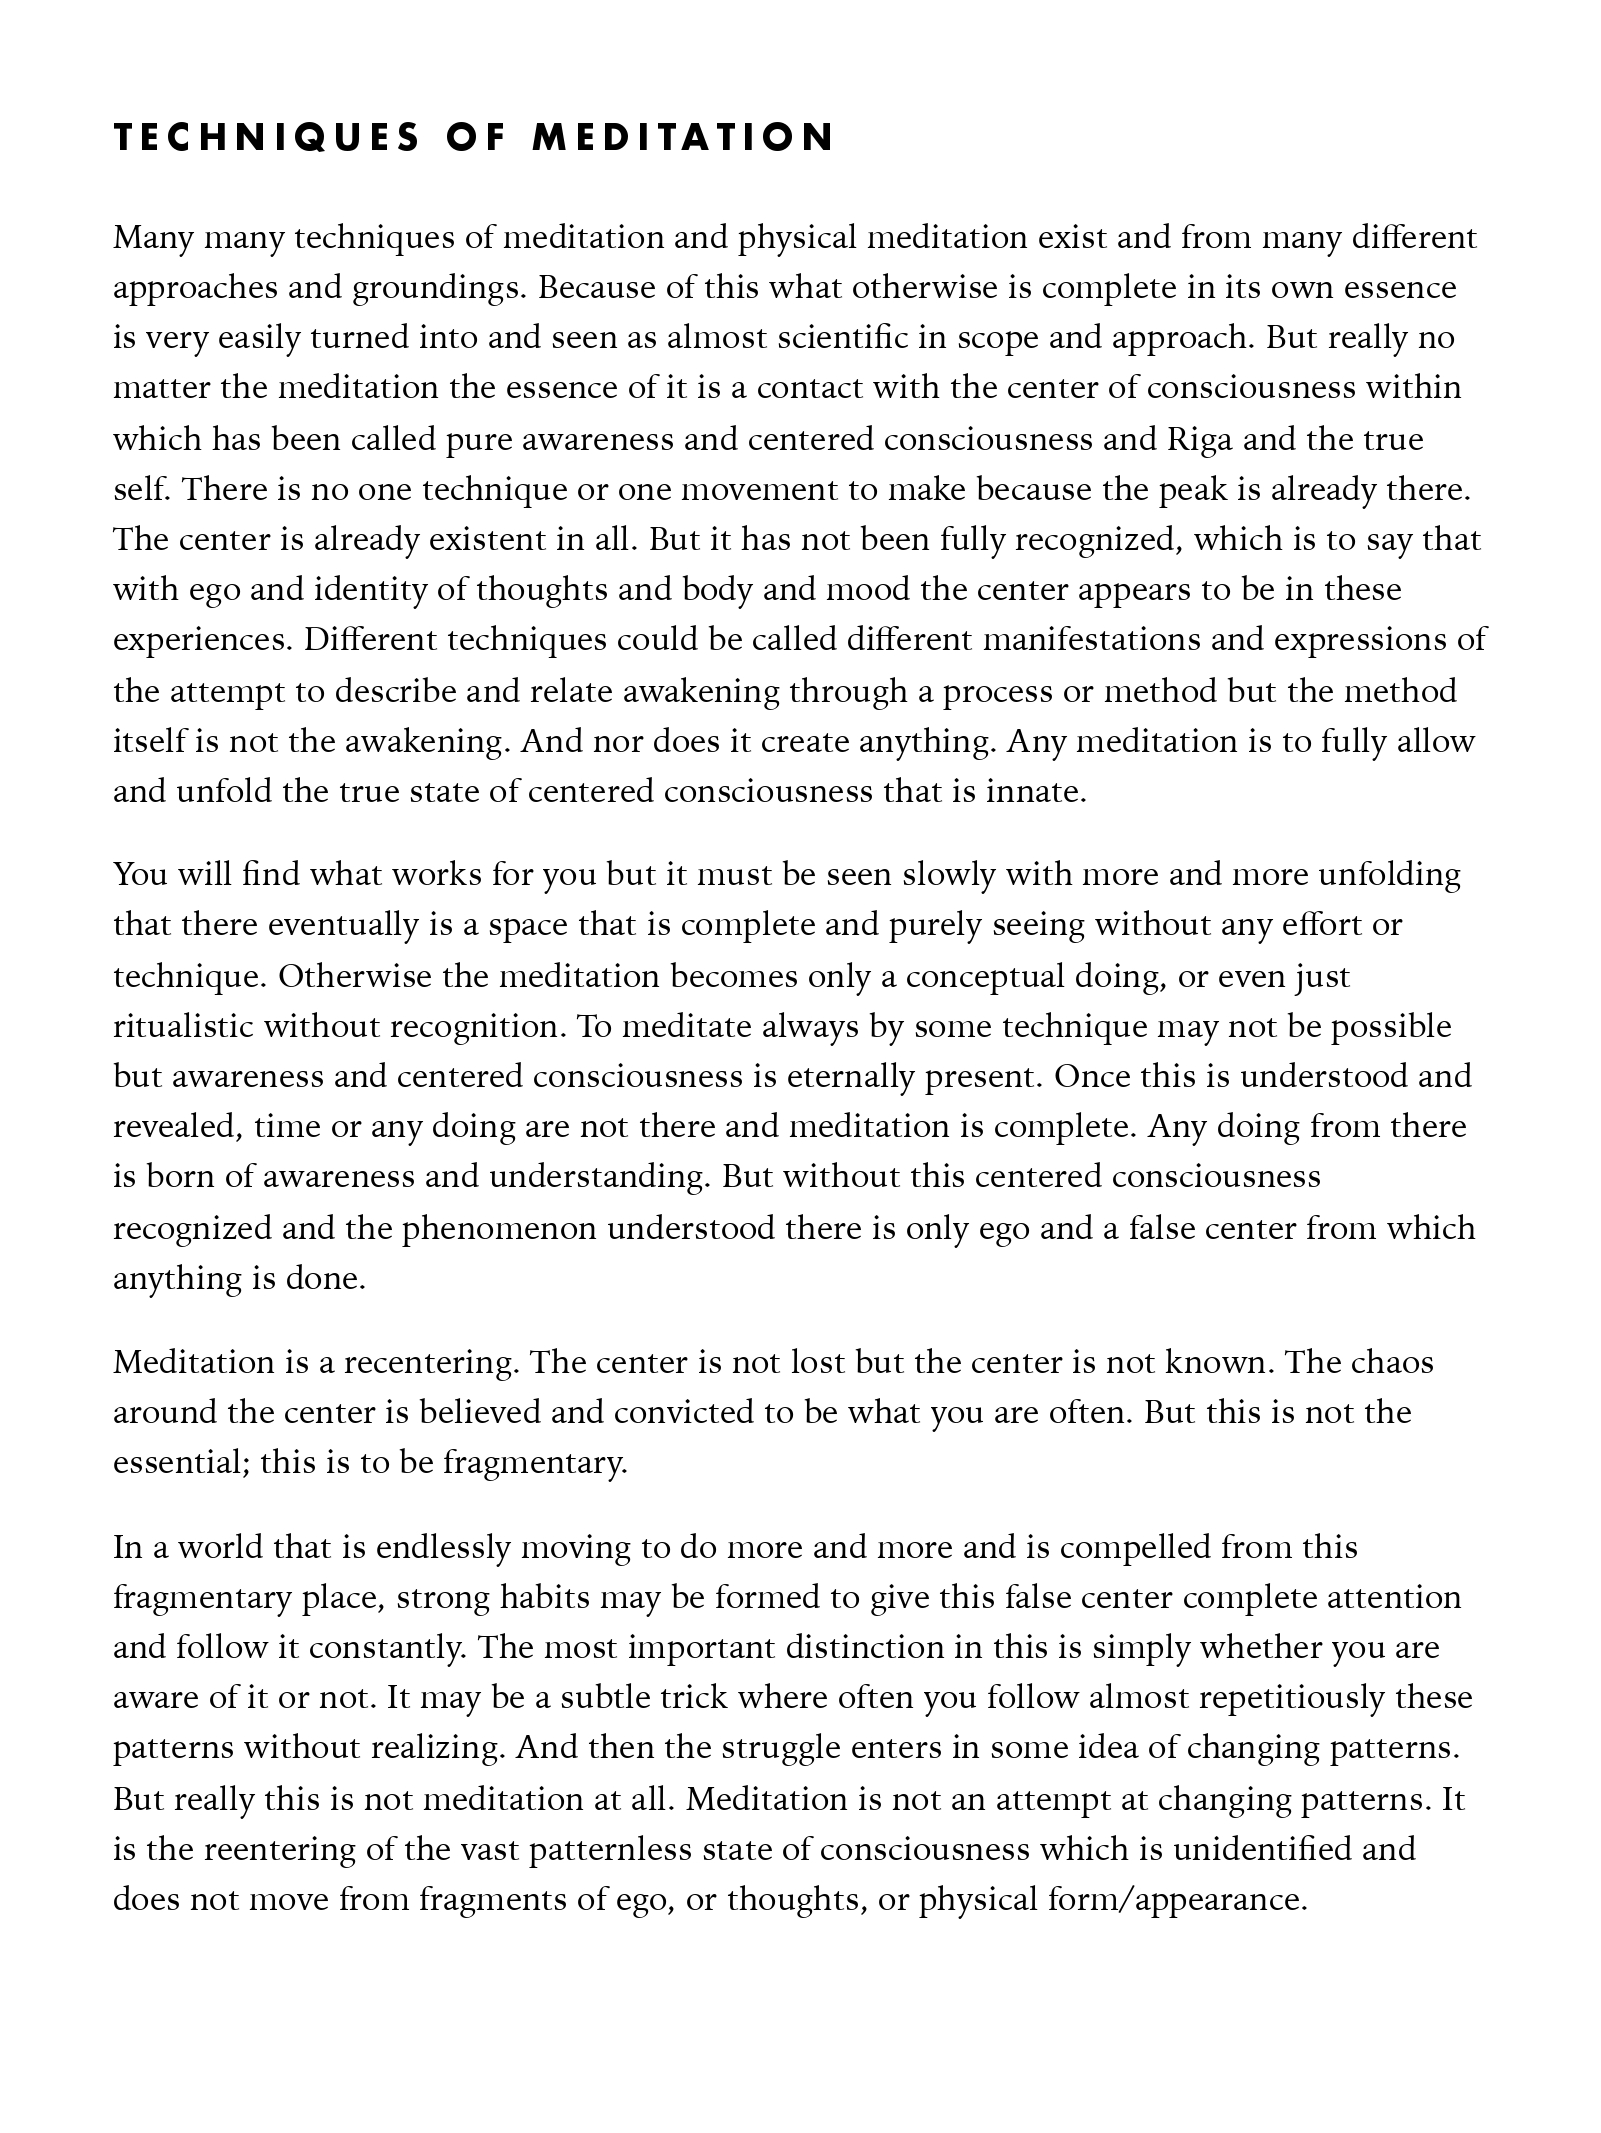 TECHNIQUES OF MEDITATION
Many many techniques of meditation and physical meditation exist and from many different
approaches and groundings. Because of this what otherwise is complete in its own essence
is very easily turned into and seen as almost scientific in scope and approach. But really no
matter the meditation the essence of it is a contact with the center of consciousness within
which has been called pure awareness and centered consciousness and Riga and the true
self. There is no one technique or one movement to make because the peak is already there.
The center is already existent in all. But it has not been fully recognized, which is to say that
with ego and identity of thoughts and body and mood the center appears to be in these
experiences. Different techniques could be called different manifestations and expressions of
the attempt to describe and relate awakening through a process or method but the method
itself is not the awakening. And nor does it create anything. Any meditation is to fully allow
and unfold the true state of centered consciousness that is innate.
You will find what works for you but it must be seen slowly with more and more unfolding
that there eventually is a space that is complete and purely seeing without any effort or
technique. Otherwise the meditation becomes only a conceptual doing, or even just
ritualistic without recognition. To meditate always by some technique may not be possible
but awareness and centered consciousness is eternally present. Once this is understood and
revealed, time or any doing are not there and meditation is complete. Any doing from there
is born of awareness and understanding. But without this centered consciousness
recognized and the phenomenon understood there is only ego and a false center from which
anything is done.
Meditation is a recentering. The center is not lost but the center is not known. The chaos
around the center is believed and convicted to be what you are often. But this is not the
essential; this is to be fragmentary.
In a world that is endlessly moving to do more and more and is compelled from this
fragmentary place, strong habits may be formed to give this false center complete attention
and follow it constantly. The most important distinction in this is simply whether you are
aware of it or not. It may be a subtle trick where often you follow almost repetitiously these
patterns without realizing. And then the struggle enters in some idea of changing patterns.
But really this is not meditation at all. Meditation is not an attempt at changing patterns. It
is the reentering of the vast patternless state of consciousness which is unidentified and
does not move from fragments of ego, or thoughts, or physical form/appearance.